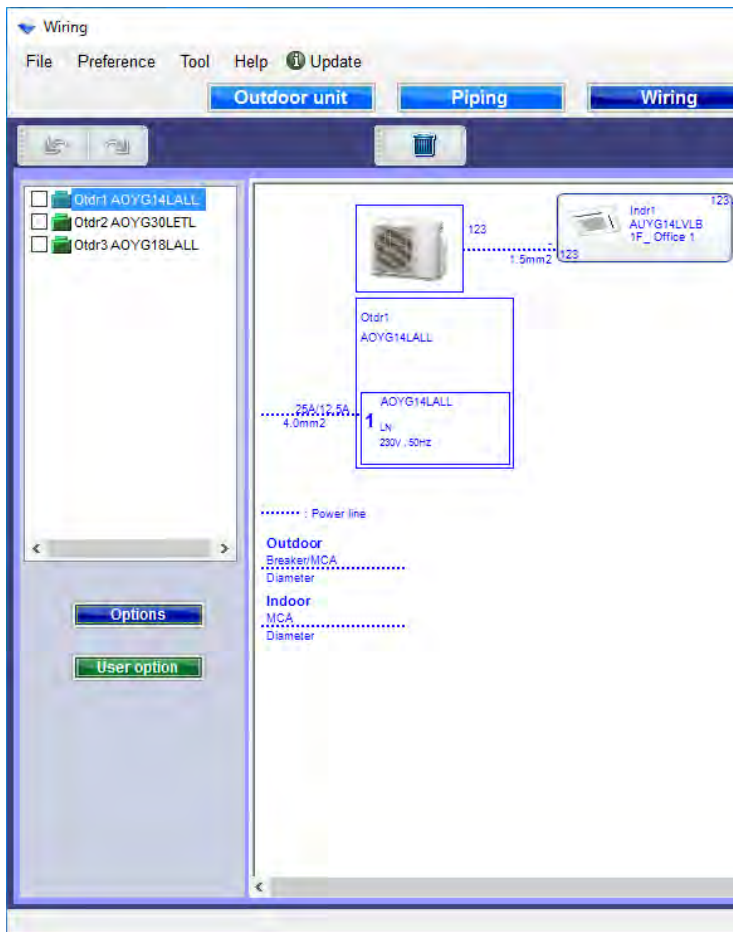 Wiring
File Preference Tool Help Update
Outdoor unit Piping Wiring
Otdr1 AOYG14LALL
Otdr2 AOYG30LETL
Otdr3 AOYG18LALL
123
1.5mm2
123
123
Indr1
AUYG14LVLB
1F_ Office 1
Otdr1
AOYG14LALL
25A/12.5A
4.0mm2
1
AOYG14LALL
LN
230V , 50Hz
: Power line
Outdoor
Breaker/MCA
Diameter
Indoor
MCA
Diameter
Options
User option